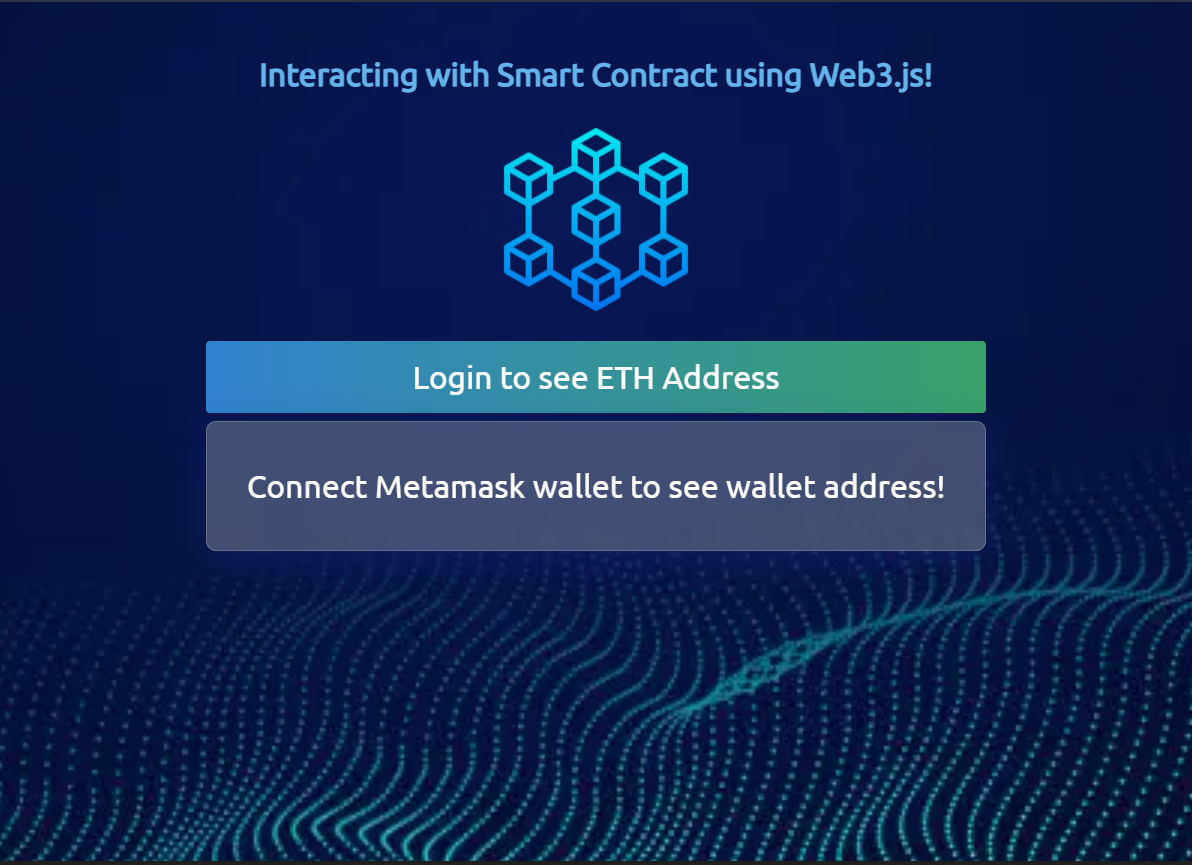 Interacting with Smart Contract using Web3.js!
Login to see ETH Address
Connect Metamask wallet to see wallet address!